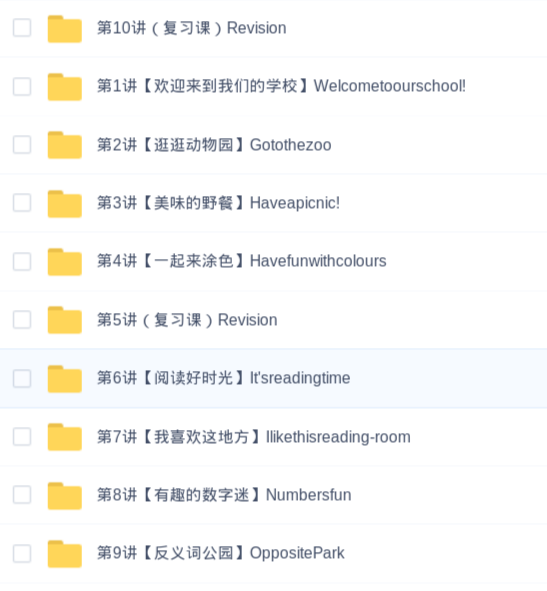 第10讲（复习课）Revision
第1讲【欢迎来到我们的学校】Welcometoourschool!
第2讲【逛逛动物园】Gotothezoo
第3讲【美味的野餐】Haveapicnic!
第4讲【一起来涂色】Havefunwithcolours
第5讲（复习课）Revision
第6讲【阅读好时光】It'sreadingtime
第7讲【我喜欢这地方】Ilikethisreading-room
第8讲【有趣的数字迷】Numbersfun
第9讲【反义词公园】OppositePark